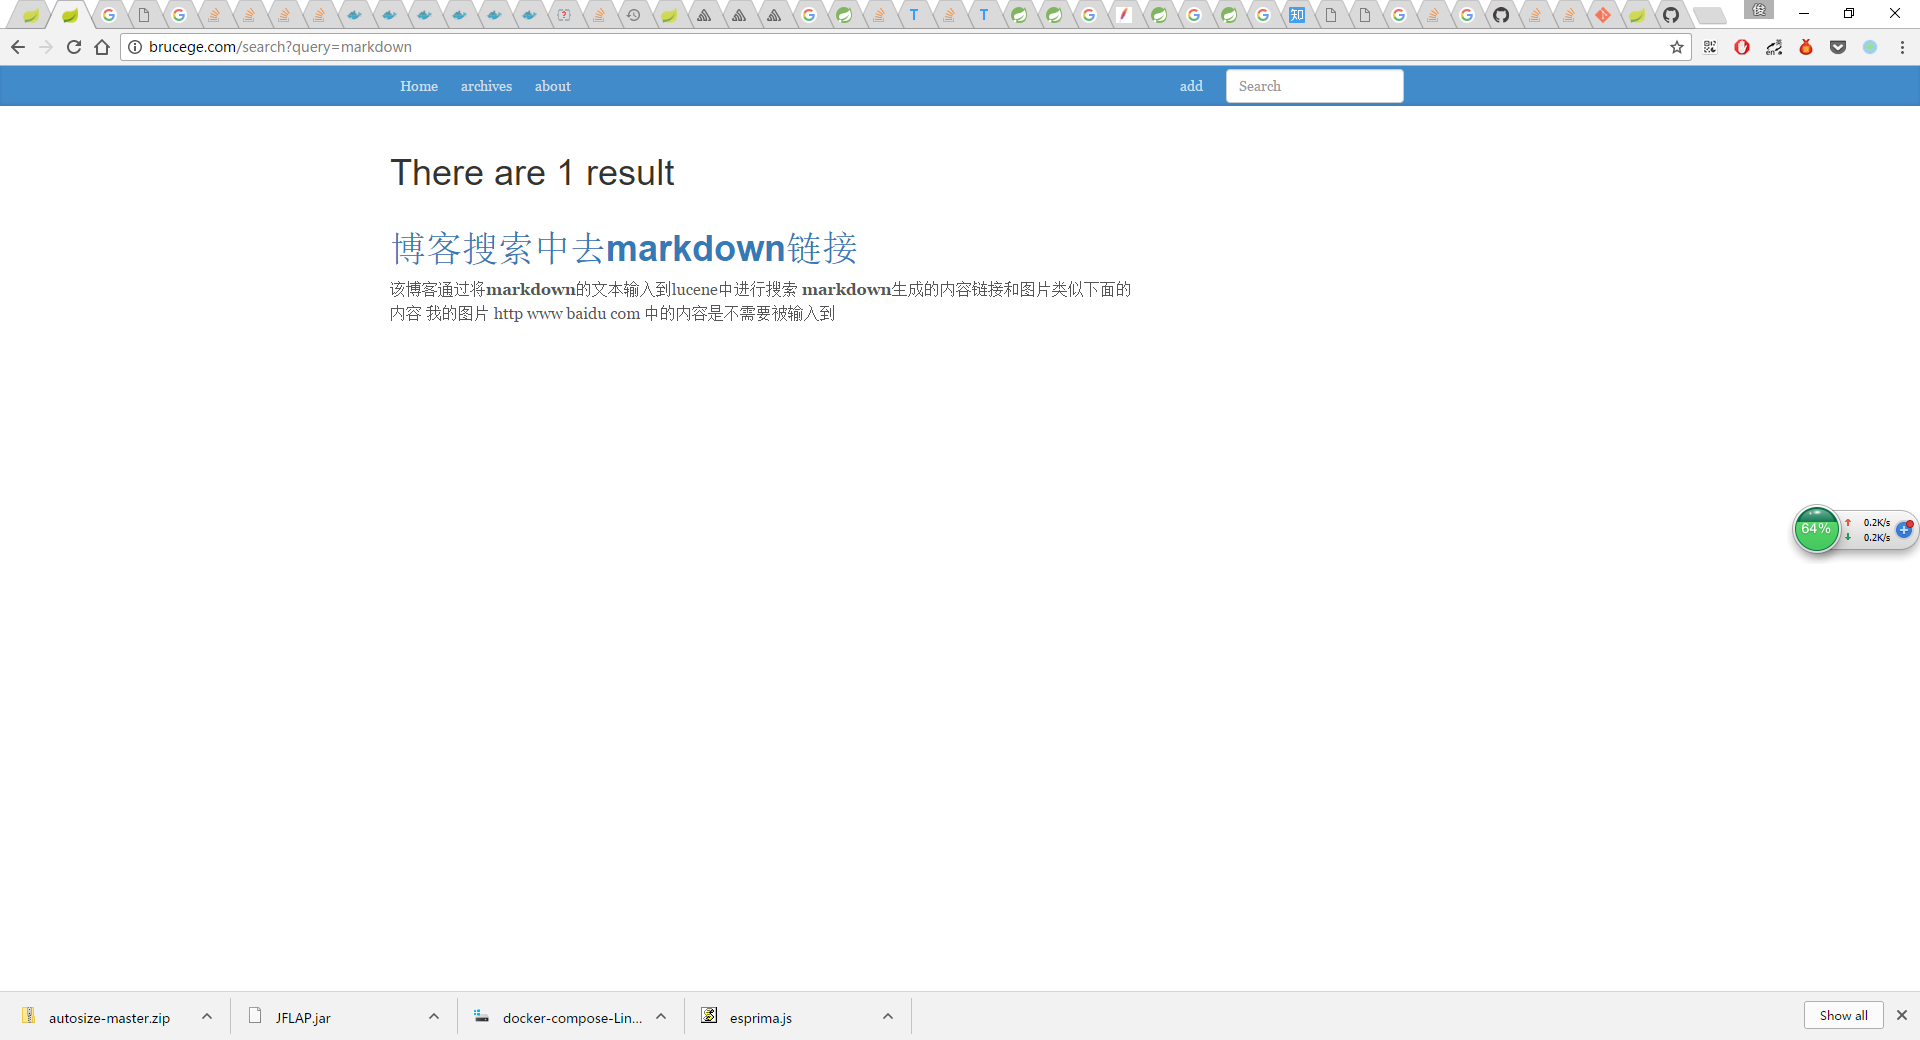 俊
brucege.com/search?query=markdown
Home archives about add Search
There are 1 result
博客搜索中去markdown链接
该博客通过将markdown的文本输入到lucene中进行搜索 markdown生成的内容链接和图片类似下面的
内容 我的图片 http www baidu com 中的内容是不需要被输入到
64%
0.2K/s
0.2K/s
autosize-master.zip
JFLAP.jar
docker-compose-Lin...
esprima.js
Show all